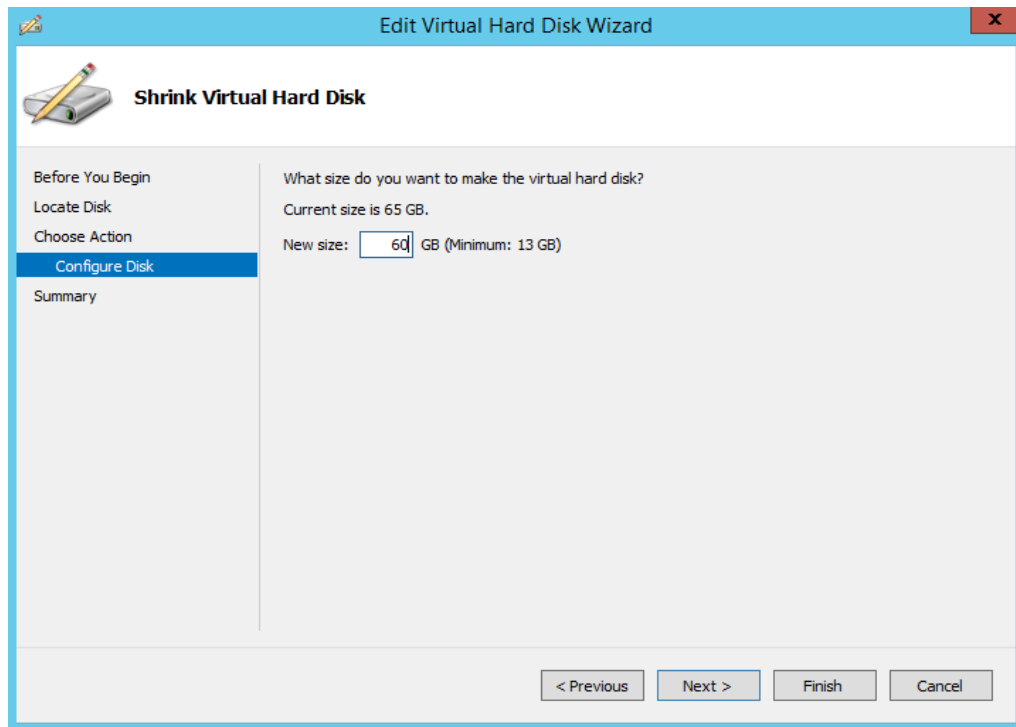 Edit Virtual Hard Disk Wizard
x
Shrink Virtual Hard Disk
Before You Begin
Locate Disk
Choose Action
Configure Disk
Summary
What size do you want to make the virtual hard disk?
Current size is 65 GB.
New size: 60 GB (Minimum: 13 GB)
< Previous Next > Finish Cancel